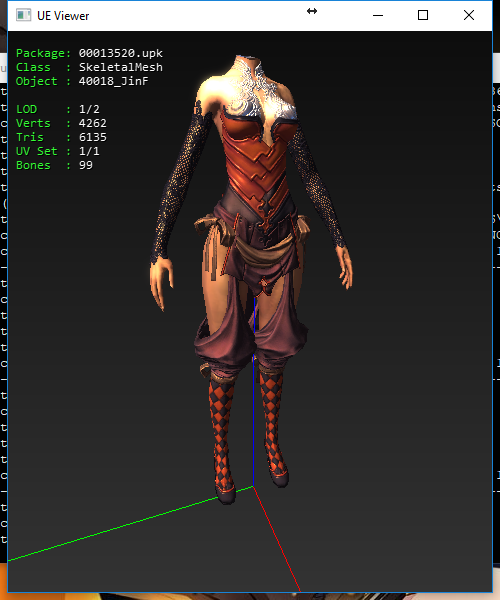 UE Viewer
Package: 00013520.upk
Class : SkeletalMesh
Object : 40018_JinF
LOD : 1/2
Verts : 4262
Tris : 6135
UV Set : 1/1
Bones : 99